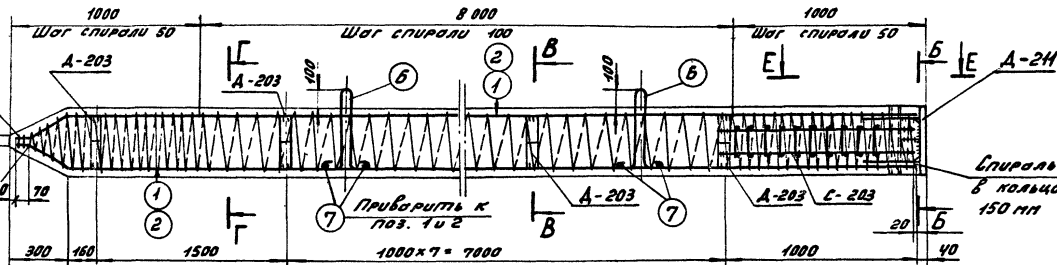 1000
8 000
1000
Шаг спирали 50
Шаг спирали 100
Шаг спирали 50
Г
В
Б
Д-203
Д-203
100
6
2
1
100
6
Е
Е
Д-211
0
70
1
2
7
Приварить к
поз. 1 и 2
Д-203
7
Д-203
С-203
Спираль
в кольцо
150 мм
Г
В
20
Б
300
160
1500
1000×7 = 7000
1000
40